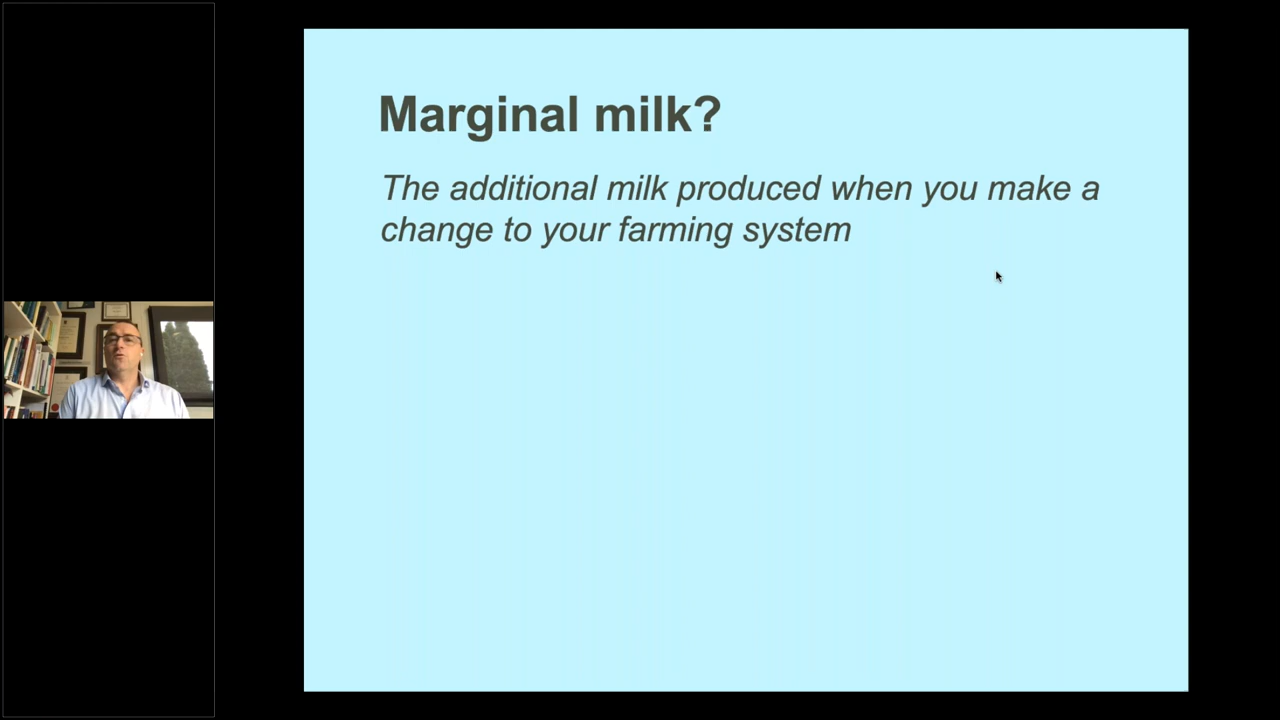 Marginal milk?
The additional milk produced when you make a
change to your farming system